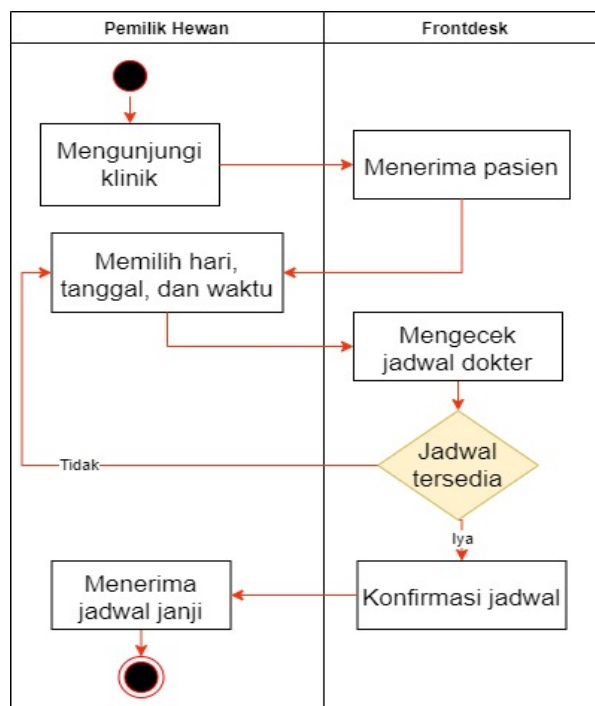 Pemilik Hewan
Frontdesk
Mengunjungi
klinik
Menerima pasien
Memilih hari,
tanggal, dan waktu
Mengecek
jadwal dokter
Jadwal
tersedia
Tidak
Iya
Konfirmasi jadwal
Menerima
jadwal janji